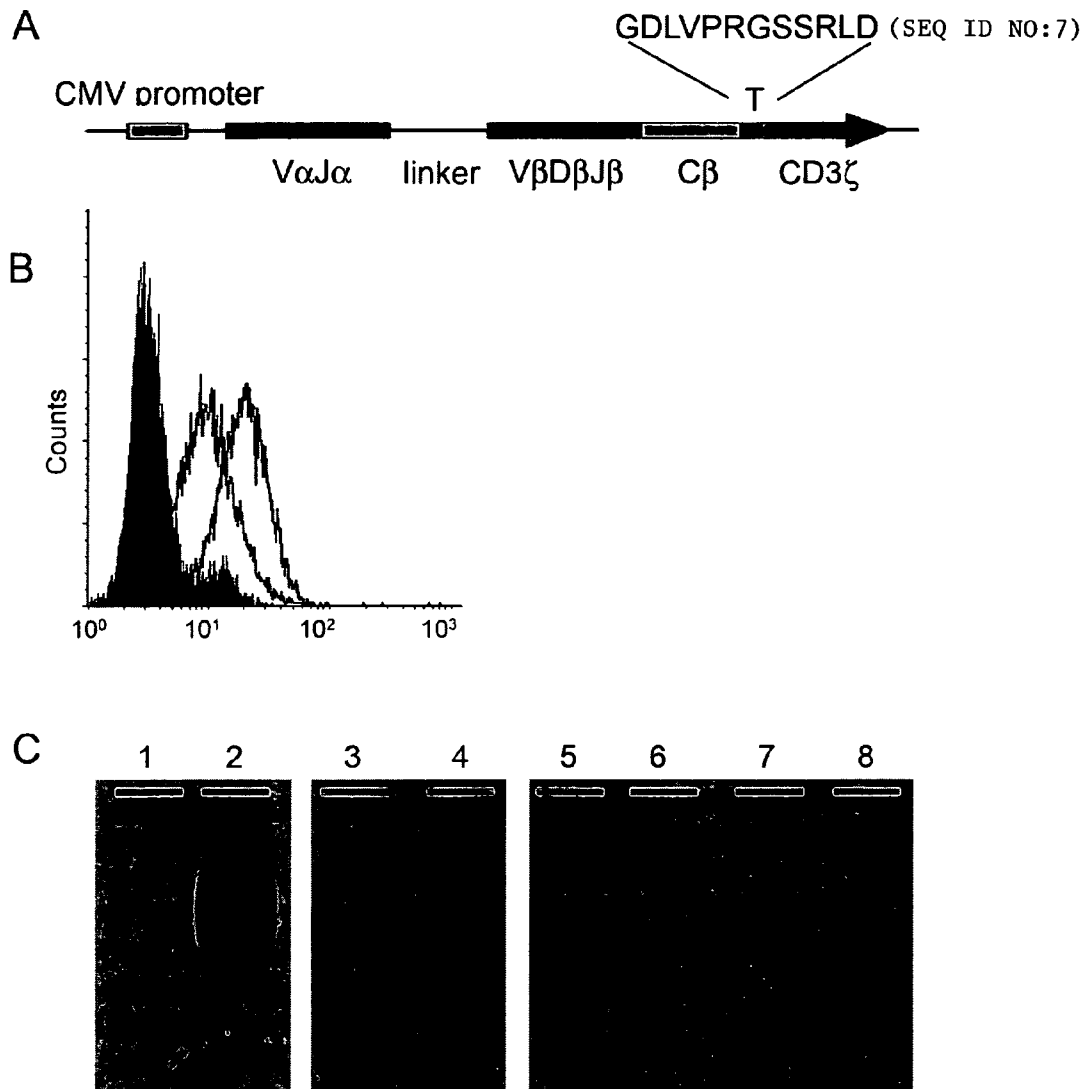 A
GDLVPRGSSRLD (SEQ ID NO:7)
T
CMV promoter
VαJα linker VβDβJβ Cβ CD3ζ
B
Counts
10⁰ 10¹ 10² 10³
C
1 2 3 4 5 6 7 8